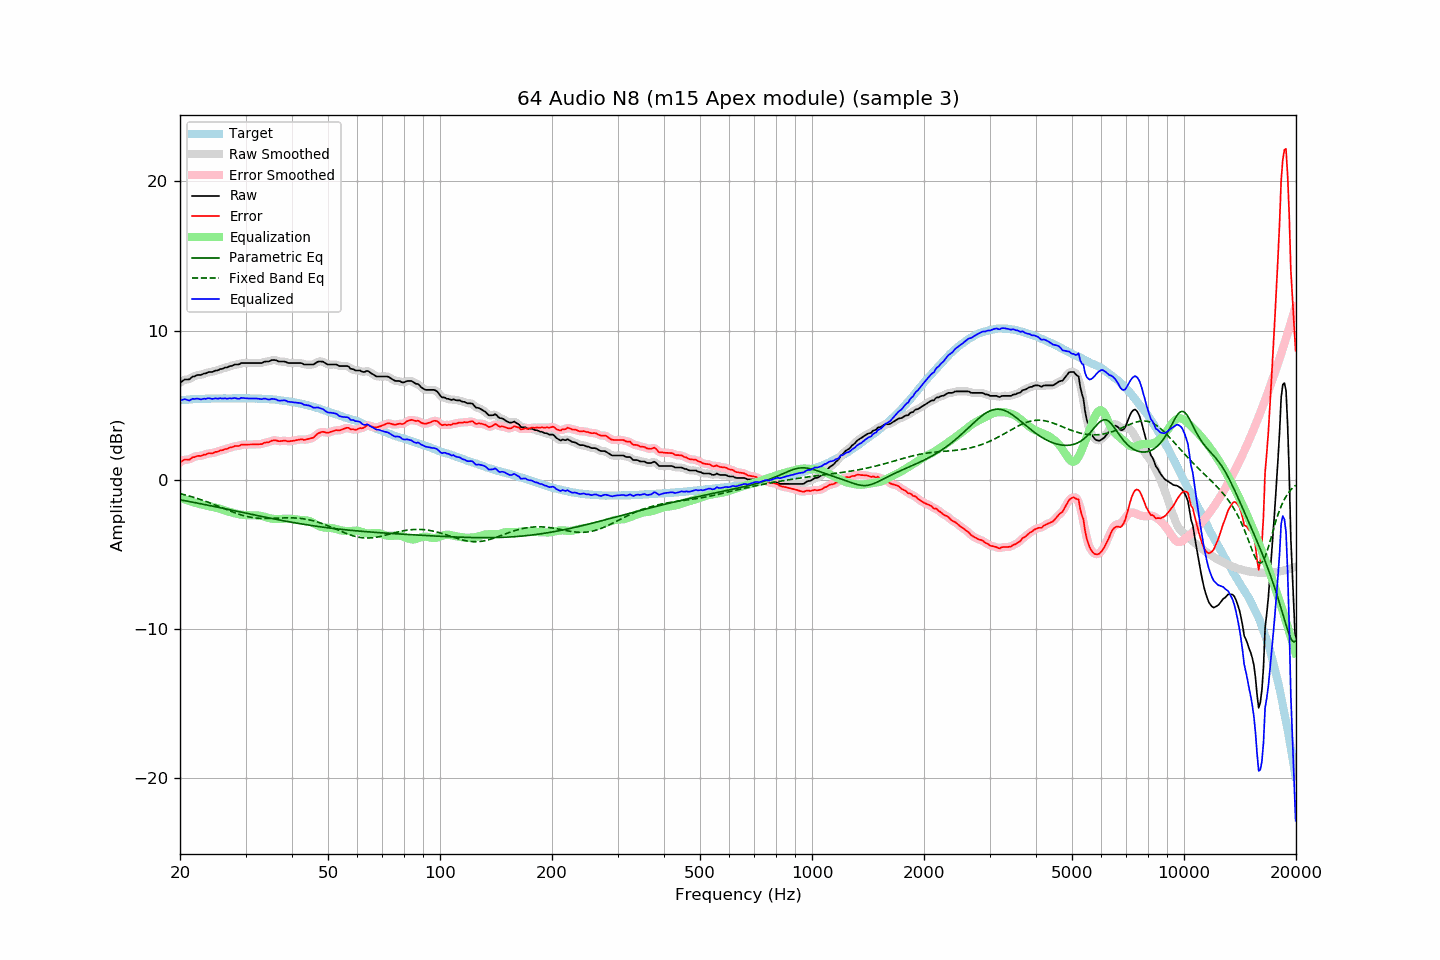 64 Audio N8 (m15 Apex module) (sample 3)
Target
Raw Smoothed
Error Smoothed
Raw
Error
Equalization
Parametric Eq
Fixed Band Eq
Equalized
Amplitude (dBr)
20
10
0
−10
−20
20 50 100 200 500 1000 2000 5000 10000 20000
Frequency (Hz)